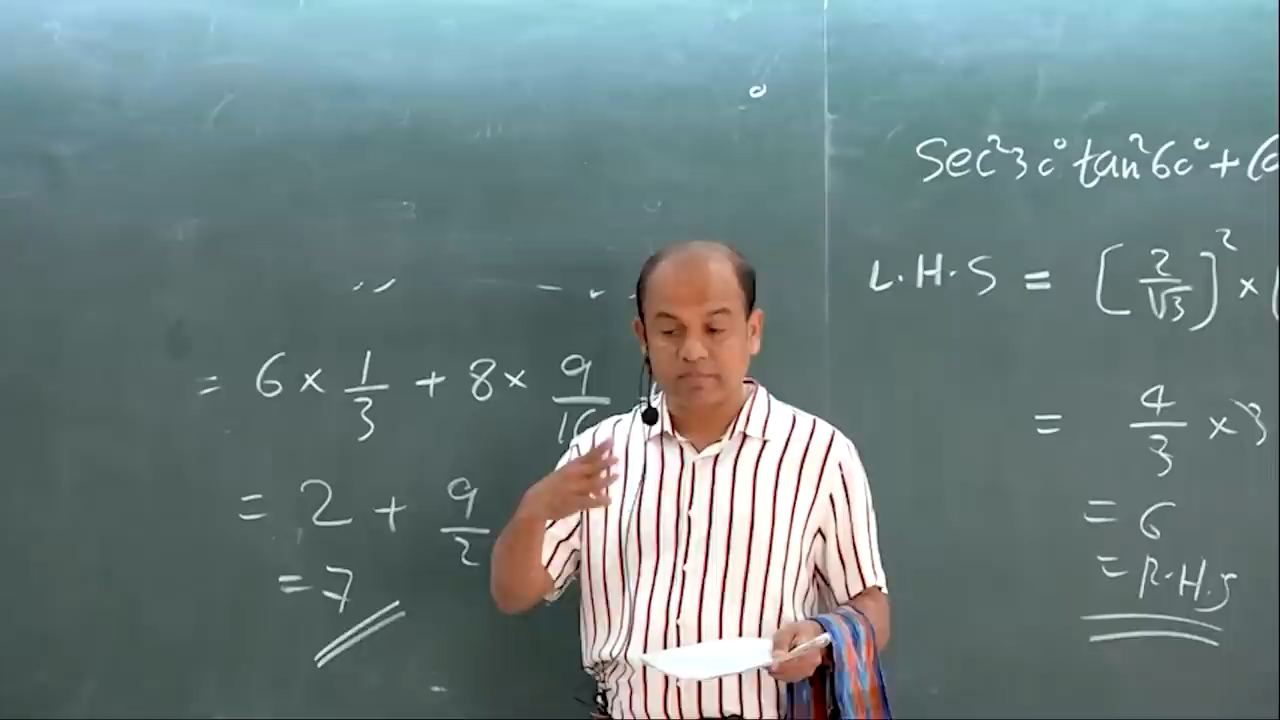 = 6 × 1/3 + 8 × 9/16
= 2 + 9/2
= 7
Sec²30° tan²60° +
L.H.S = [2/√3]² ×
= 4/3 × 3
= 6
= R.H.S